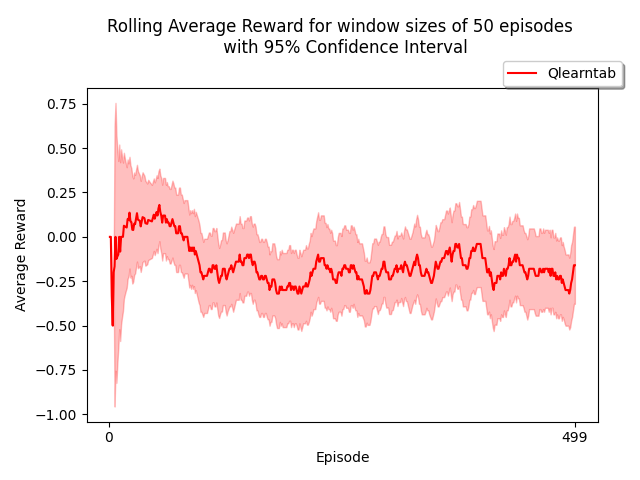 Rolling Average Reward for window sizes of 50 episodes
with 95% Confidence Interval
Qlearntab
0.75
0.50
0.25
0.00
−0.25
−0.50
−0.75
−1.00
Average Reward
0
499
Episode